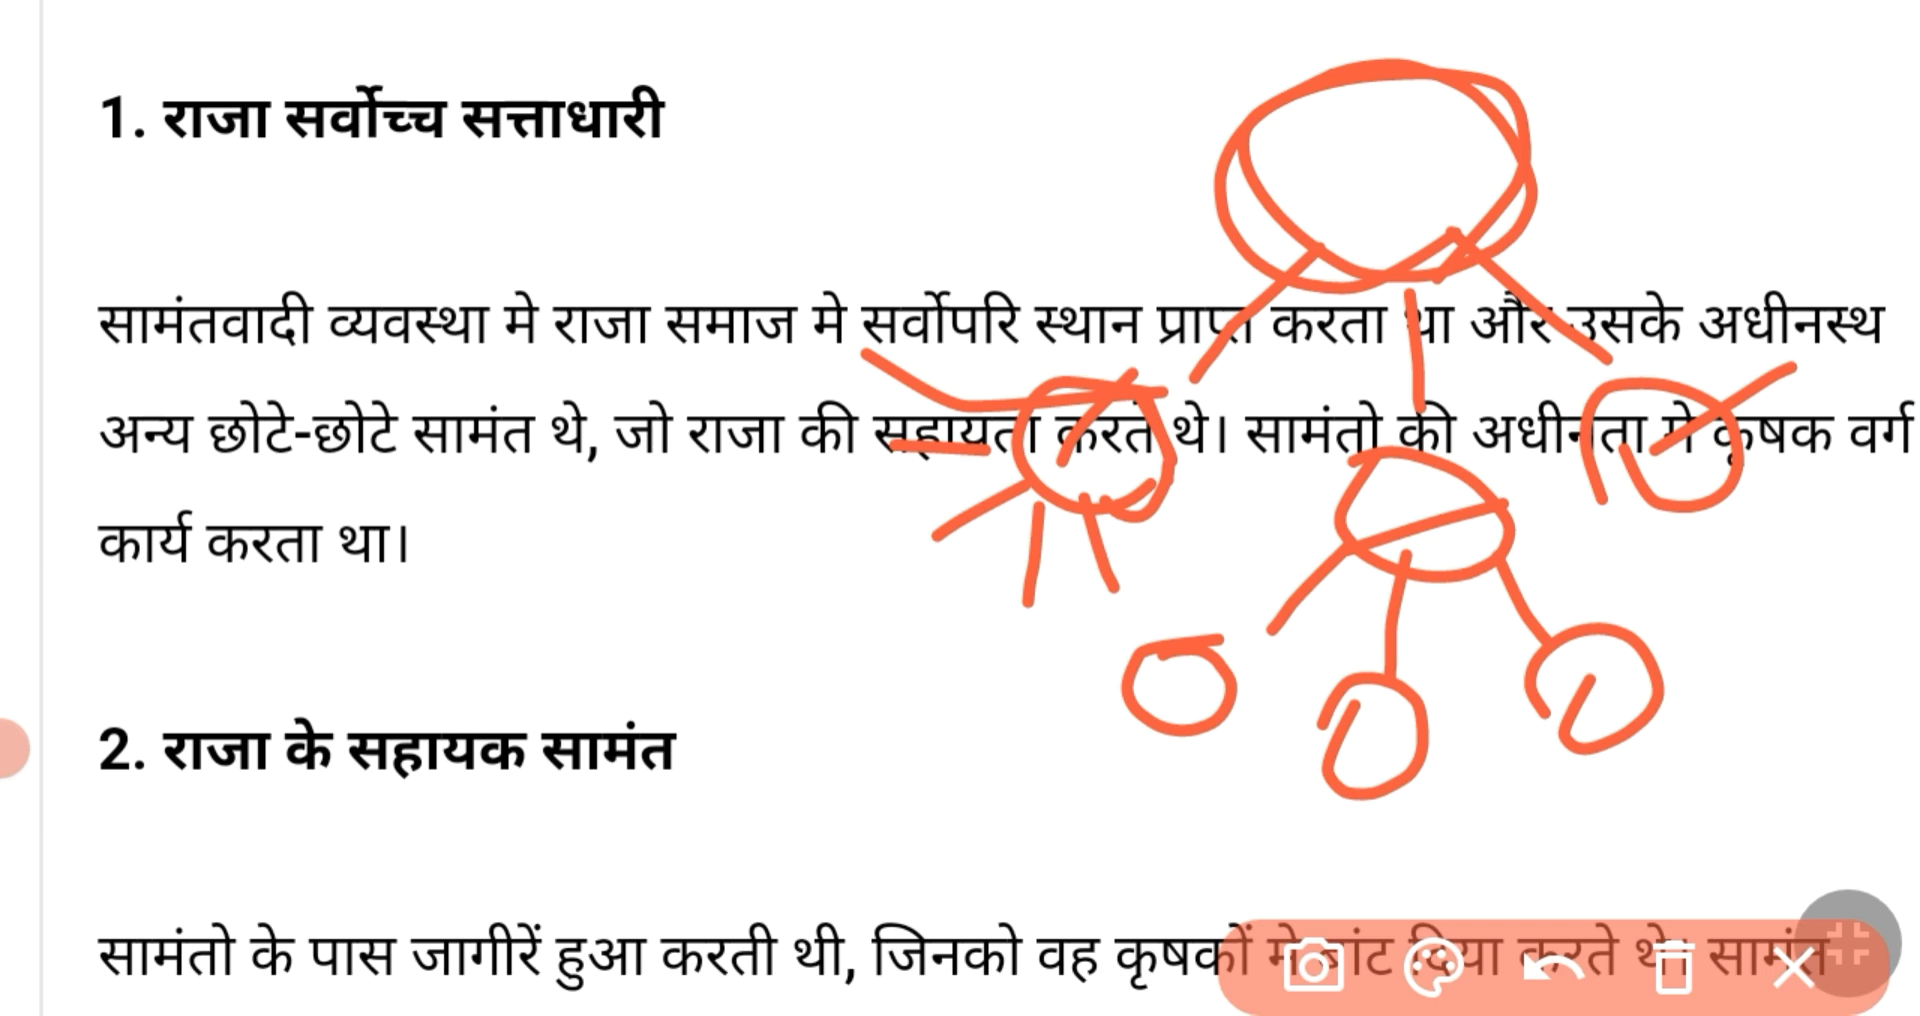 1. राजा सर्वोच्च सत्ताधारी
सामंतवादी व्यवस्था मे राजा समाज मे सर्वोपरि स्थान प्राप्त करता था और उसके अधीनस्थ
अन्य छोटे-छोटे सामंत थे, जो राजा की सहायता करते थे। सामंतो की अधीनता मे कृषक वर्ग
कार्य करता था।
2. राजा के सहायक सामंत
सामंतो के पास जागीरें हुआ करती थी, जिनको वह कृषकों मे बांट दिया करते थे। सामंत